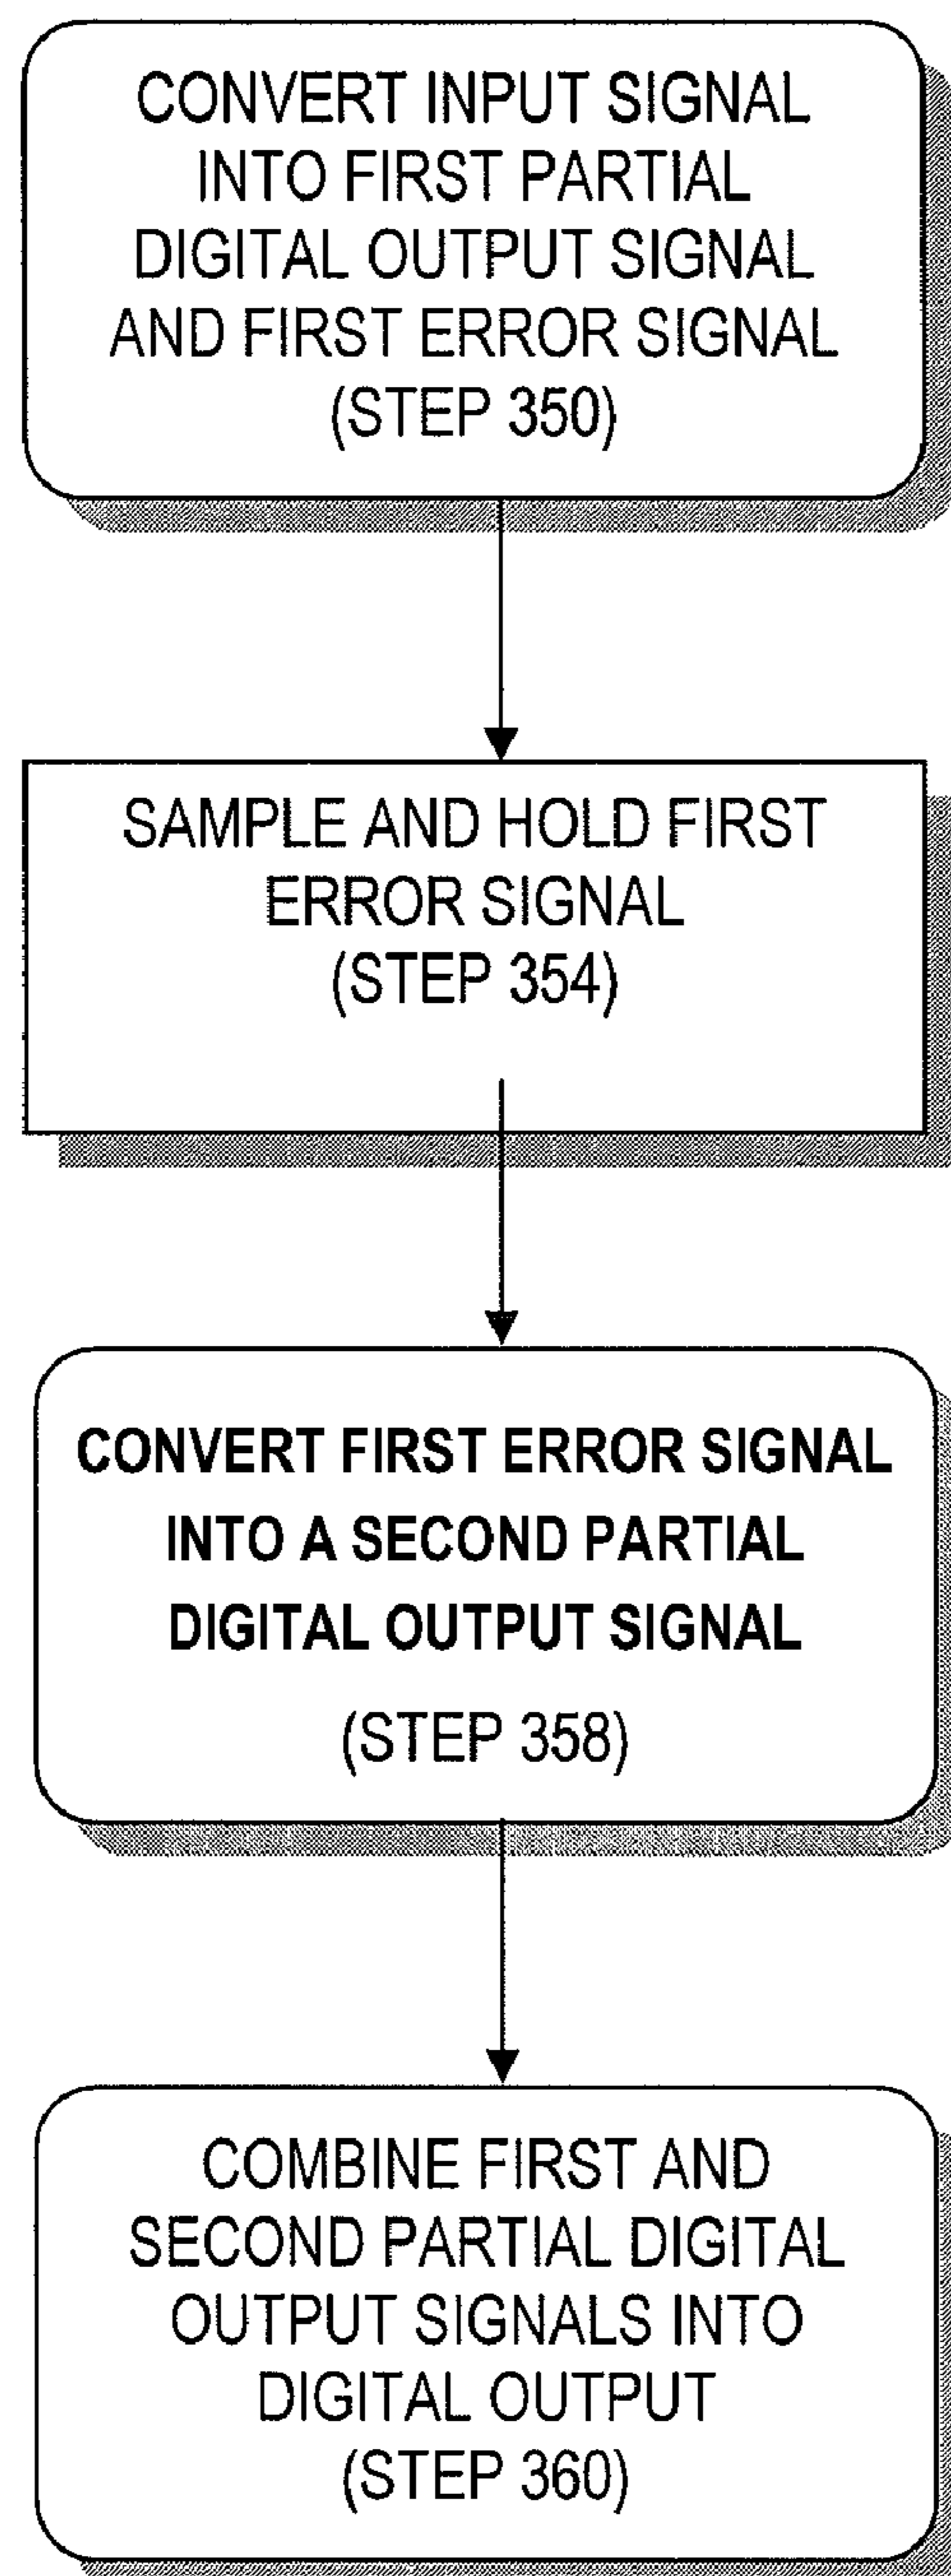 CONVERT INPUT SIGNAL
INTO FIRST PARTIAL
DIGITAL OUTPUT SIGNAL
AND FIRST ERROR SIGNAL
(STEP 350)
SAMPLE AND HOLD FIRST
ERROR SIGNAL
(STEP 354)
CONVERT FIRST ERROR SIGNAL
INTO A SECOND PARTIAL
DIGITAL OUTPUT SIGNAL
(STEP 358)
COMBINE FIRST AND
SECOND PARTIAL DIGITAL
OUTPUT SIGNALS INTO
DIGITAL OUTPUT
(STEP 360)